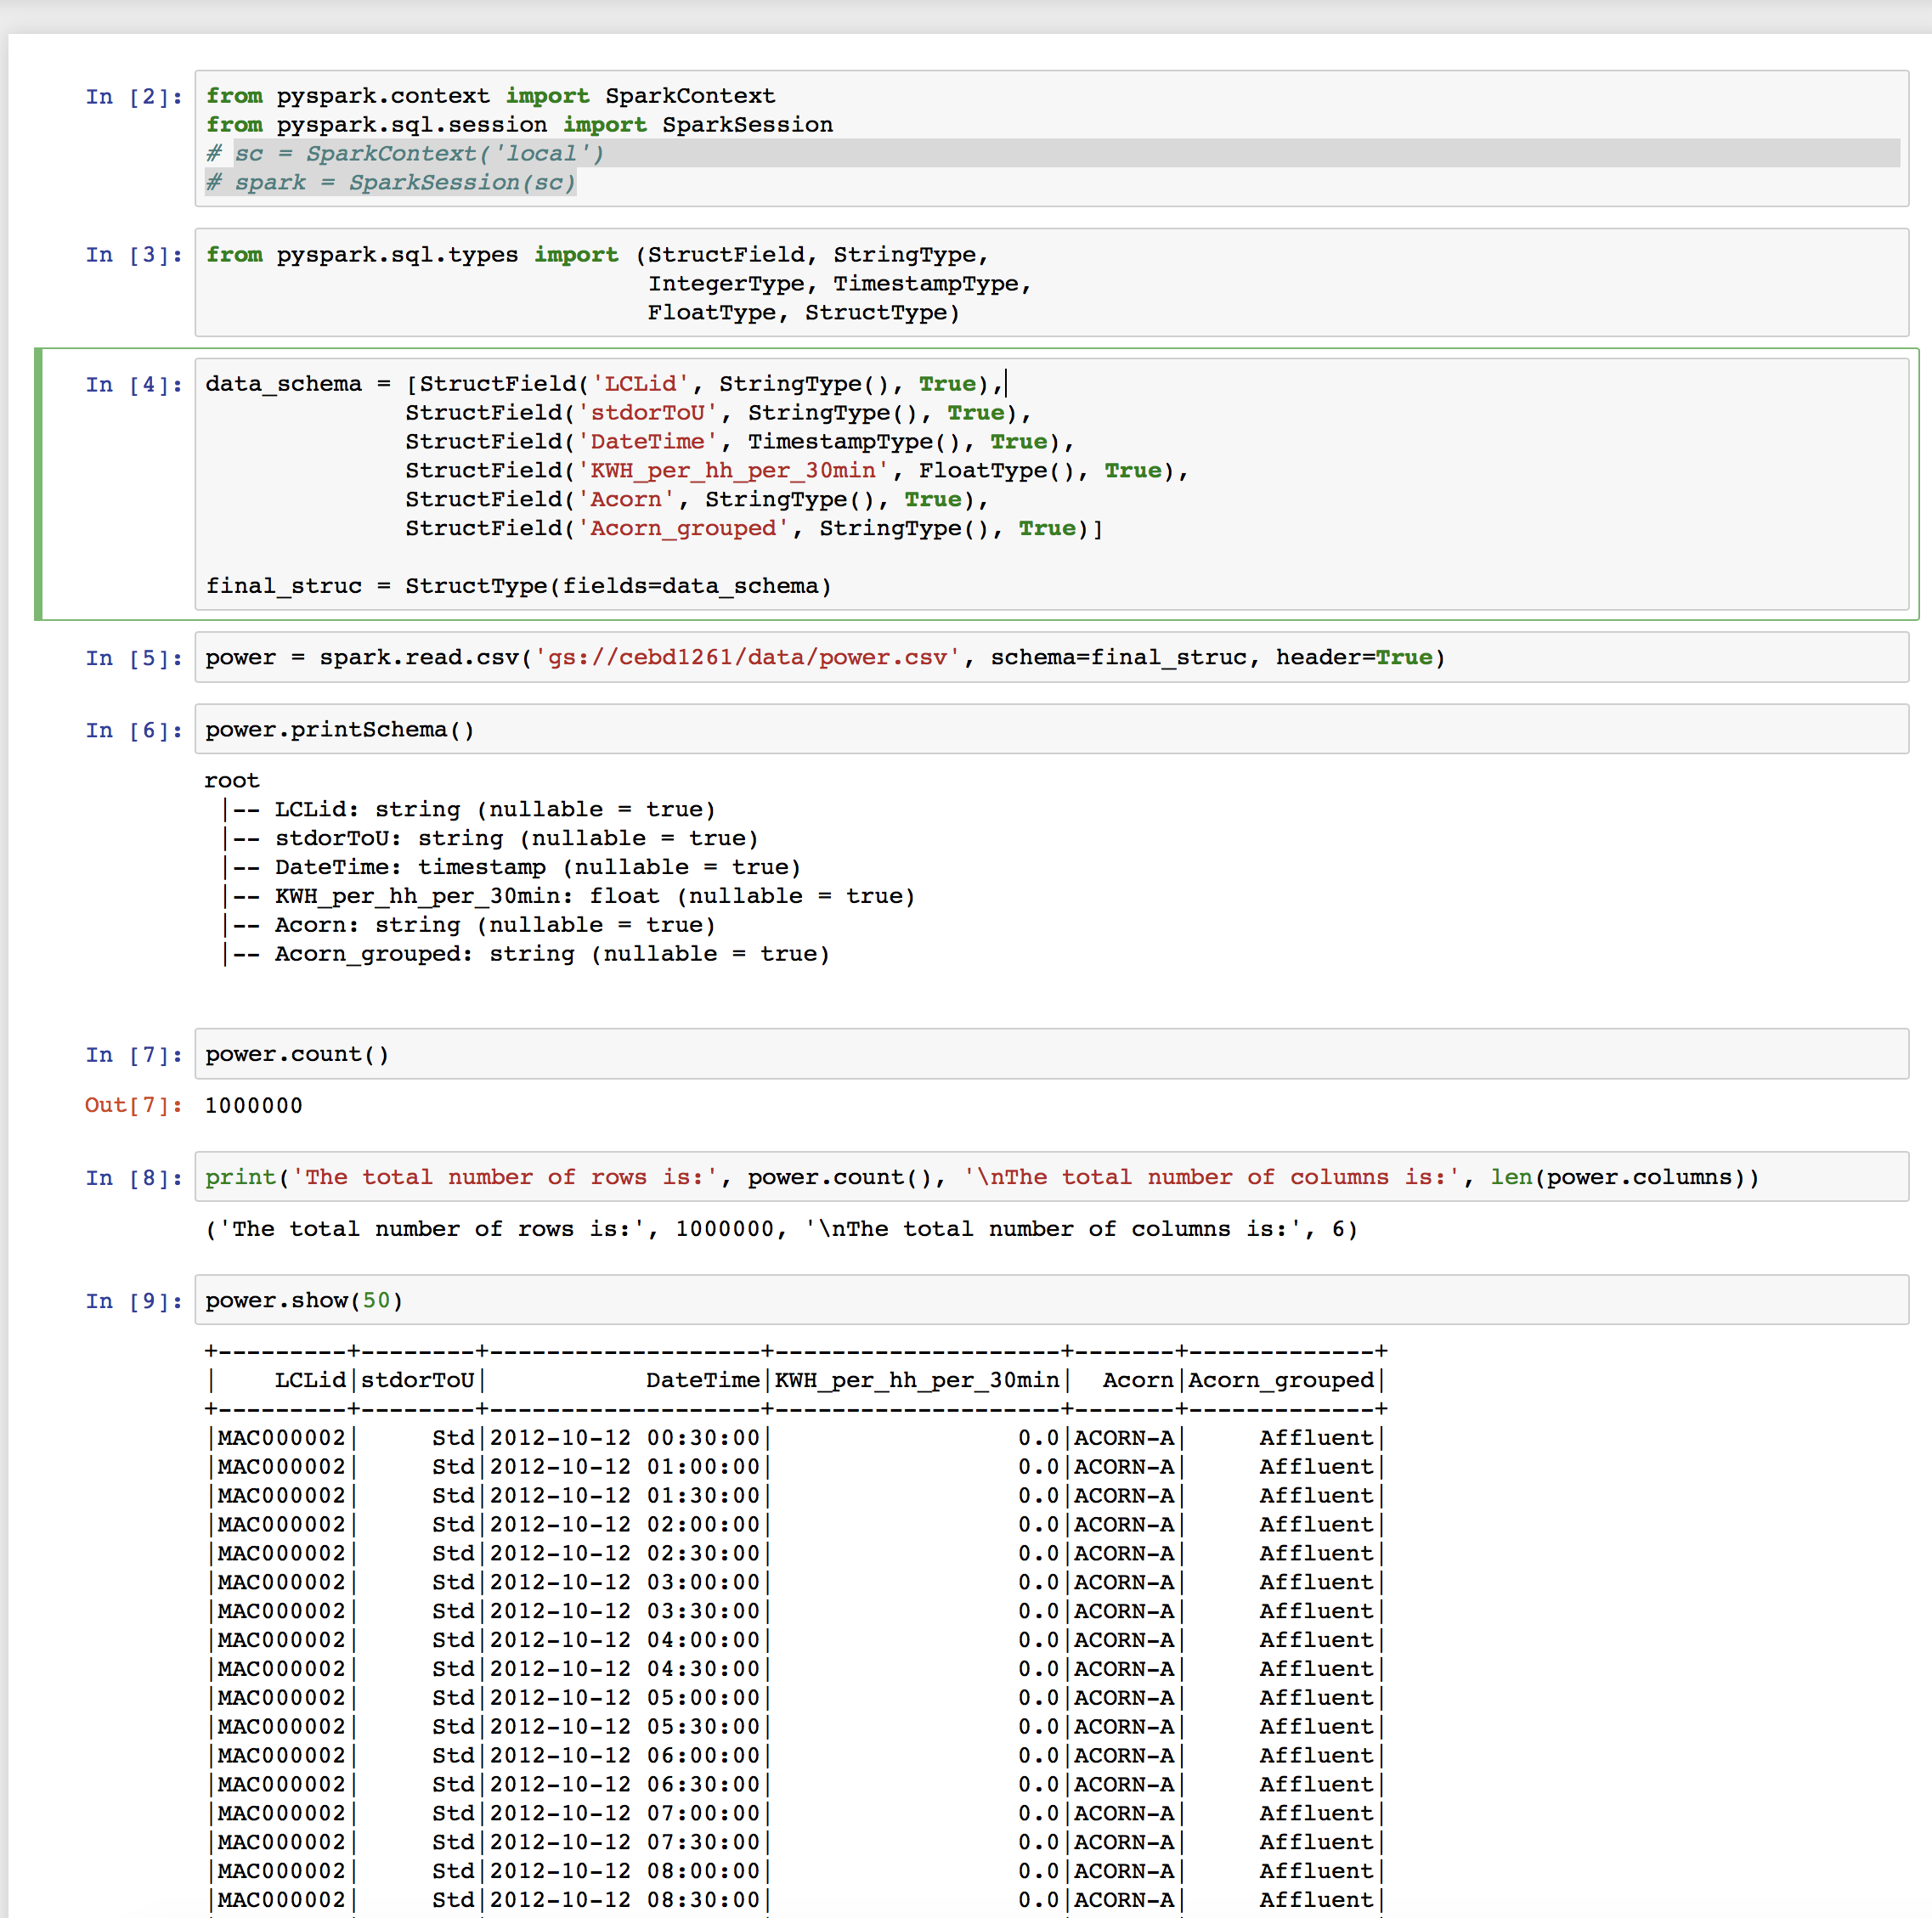 In [2]: from pyspark.context import SparkContext
from pyspark.sql.session import SparkSession
# sc = SparkContext('local')
# spark = SparkSession(sc)
In [3]: from pyspark.sql.types import (StructField, StringType,
                               IntegerType, TimestampType,
                               FloatType, StructType)
In [4]: data_schema = [StructField('LCLid', StringType(), True),
              StructField('stdorToU', StringType(), True),
              StructField('DateTime', TimestampType(), True),
              StructField('KWH_per_hh_per_30min', FloatType(), True),
              StructField('Acorn', StringType(), True),
              StructField('Acorn_grouped', StringType(), True)]
final_struc = StructType(fields=data_schema)
In [5]: power = spark.read.csv('gs://cebd1261/data/power.csv', schema=final_struc, header=True)
In [6]: power.printSchema()
root
 |-- LCLid: string (nullable = true)
 |-- stdorToU: string (nullable = true)
 |-- DateTime: timestamp (nullable = true)
 |-- KWH_per_hh_per_30min: float (nullable = true)
 |-- Acorn: string (nullable = true)
 |-- Acorn_grouped: string (nullable = true)
In [7]: power.count()
Out[7]: 1000000
In [8]: print('The total number of rows is:', power.count(), '\nThe total number of columns is:', len(power.columns))
('The total number of rows is:', 1000000, '\nThe total number of columns is:', 6)
In [9]: power.show(50)
+---------+--------+-------------------+--------------------+-------+-------------+
|    LCLid|stdorToU|           DateTime|KWH_per_hh_per_30min|  Acorn|Acorn_grouped|
+---------+--------+-------------------+--------------------+-------+-------------+
|MAC000002|     Std|2012-10-12 00:30:00|                 0.0|ACORN-A|     Affluent|
|MAC000002|     Std|2012-10-12 01:00:00|                 0.0|ACORN-A|     Affluent|
|MAC000002|     Std|2012-10-12 01:30:00|                 0.0|ACORN-A|     Affluent|
|MAC000002|     Std|2012-10-12 02:00:00|                 0.0|ACORN-A|     Affluent|
|MAC000002|     Std|2012-10-12 02:30:00|                 0.0|ACORN-A|     Affluent|
|MAC000002|     Std|2012-10-12 03:00:00|                 0.0|ACORN-A|     Affluent|
|MAC000002|     Std|2012-10-12 03:30:00|                 0.0|ACORN-A|     Affluent|
|MAC000002|     Std|2012-10-12 04:00:00|                 0.0|ACORN-A|     Affluent|
|MAC000002|     Std|2012-10-12 04:30:00|                 0.0|ACORN-A|     Affluent|
|MAC000002|     Std|2012-10-12 05:00:00|                 0.0|ACORN-A|     Affluent|
|MAC000002|     Std|2012-10-12 05:30:00|                 0.0|ACORN-A|     Affluent|
|MAC000002|     Std|2012-10-12 06:00:00|                 0.0|ACORN-A|     Affluent|
|MAC000002|     Std|2012-10-12 06:30:00|                 0.0|ACORN-A|     Affluent|
|MAC000002|     Std|2012-10-12 07:00:00|                 0.0|ACORN-A|     Affluent|
|MAC000002|     Std|2012-10-12 07:30:00|                 0.0|ACORN-A|     Affluent|
|MAC000002|     Std|2012-10-12 08:00:00|                 0.0|ACORN-A|     Affluent|
|MAC000002|     Std|2012-10-12 08:30:00|                 0.0|ACORN-A|     Affluent|